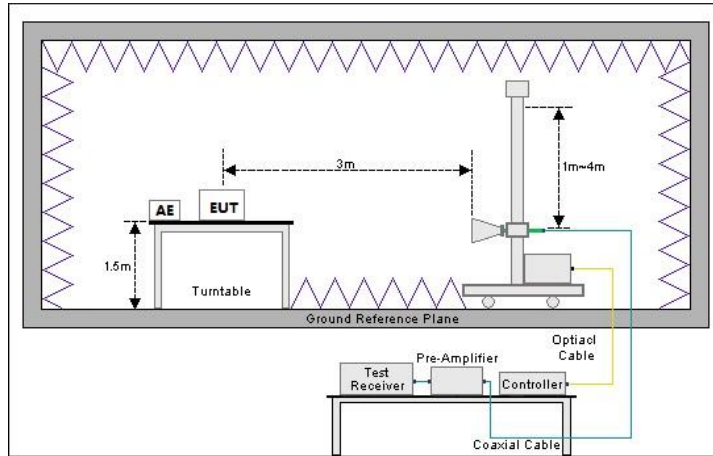 3m
1m~4m
AE
EUT
1.5m
Turntable
Ground Reference Plane
Optiacl
Cable
Pre-Amplifier
Test
Receiver
Controller
Coaxial Cable